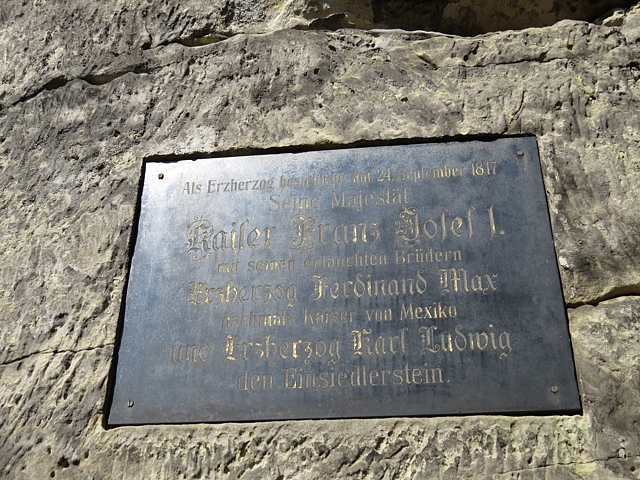 Als Erzherzog besichtigte am 24. September 1847
Seine Majestät
Kaiser Franz Josef I.
mit seinen erlauchten Brüdern
Erzherzog Ferdinand Max
nachmals Kaiser von Mexiko
und Erzherzog Karl Ludwig
den Einsiedlerstein.